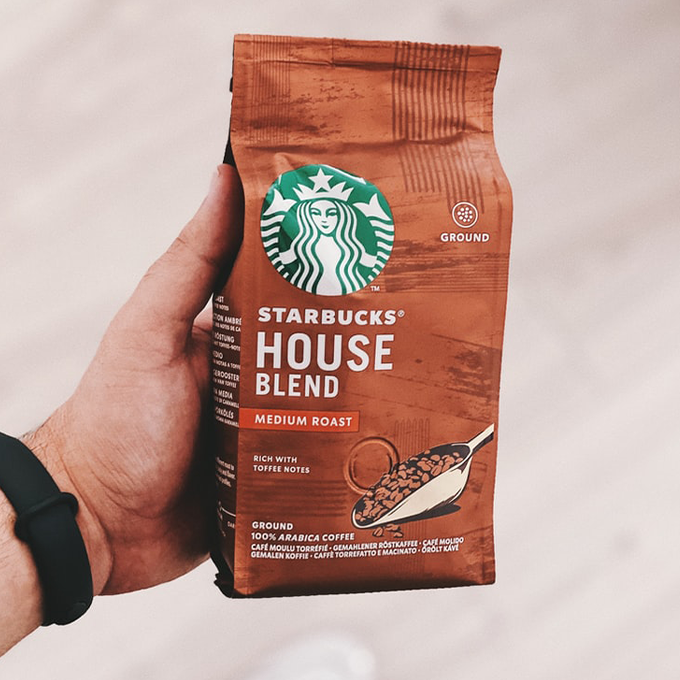 GROUND
™
STARBUCKS®
HOUSE
BLEND
MEDIUM ROAST
RICH WITH
TOFFEE NOTES
GROUND
100% ARABICA COFFEE
CAFÉ MOULU TORRÉFIÉ · GEMAHLENER RÖSTKAFFEE · CAFÉ MOLIDO
GEMALEN KOFFIE · CAFFÈ TORREFATTO E MACINATO · ŐRÖLT KÁVÉ